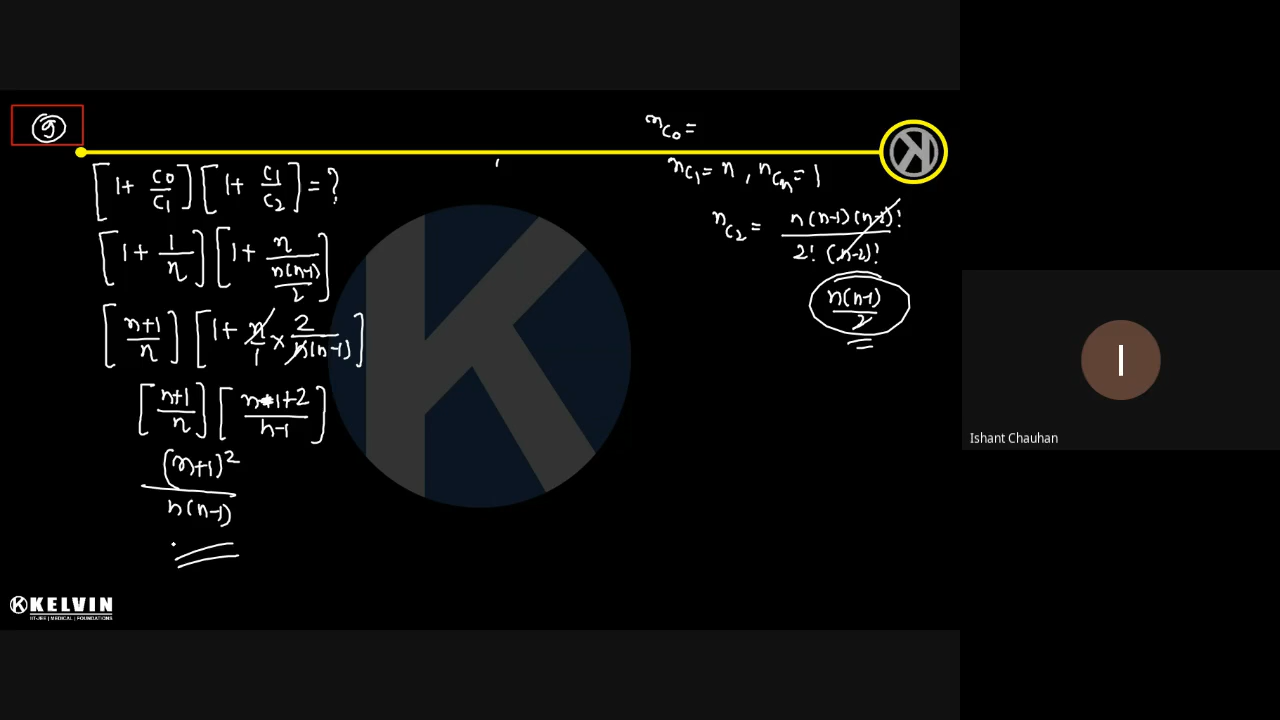 9
[1 + C0/C1] [1 + C1/C2] = ?
[1 + 1/n] [1 + n/(n(n-1)/2)]
[n+1/n] [1 + n/1 × 2/n(n-1)]
[n+1/n] [n-1+2/n-1]
(n+1)²/n(n-1)
nC0 =
nC1 = n , nCn = 1
nC2 = n(n-1)(n-2)!/2! (n-2)!
n(n-1)/2
I
Ishant Chauhan
KELVIN
IIT-JEE | MEDICAL | FOUNDATIONS